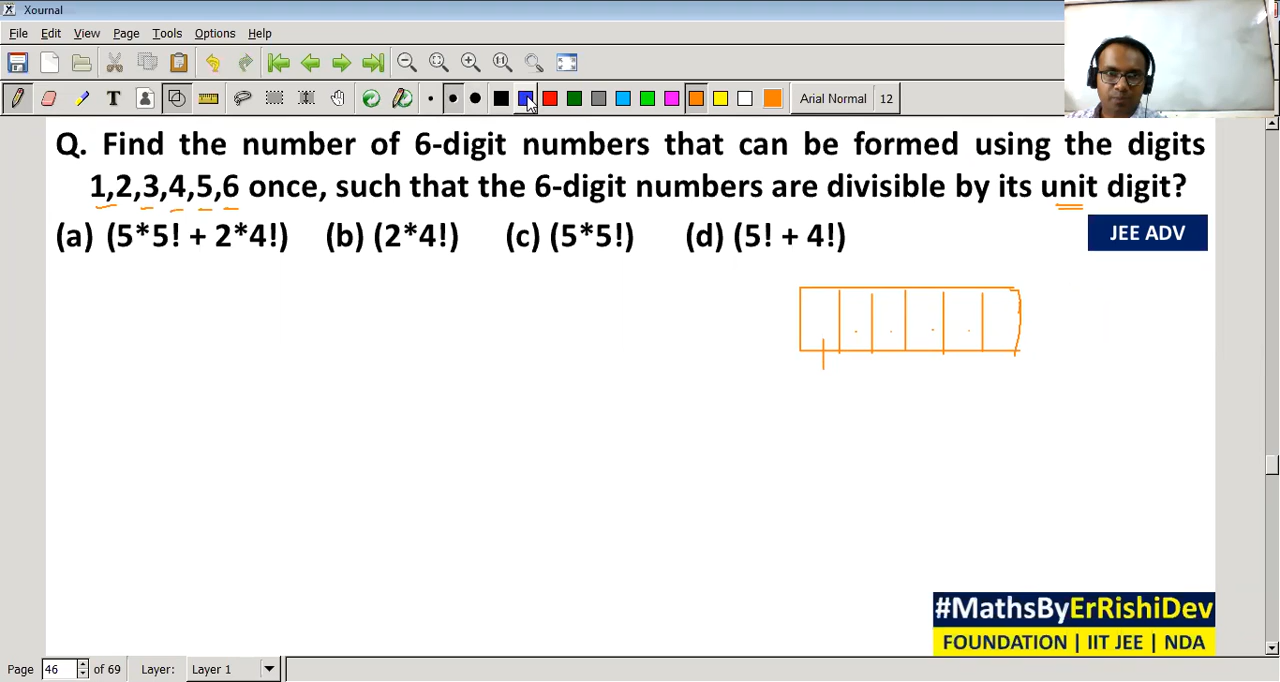 Xournal
File Edit View Page Tools Options Help
T Arial Normal 12
Q. Find the number of 6-digit numbers that can be formed using the digits
1,2,3,4,5,6 once, such that the 6-digit numbers are divisible by its unit digit?
(a) (5*5! + 2*4!) (b) (2*4!) (c) (5*5!) (d) (5! + 4!)
JEE ADV
#MathsByErRishiDev
FOUNDATION | IIT JEE | NDA
Page 46 of 69 Layer: Layer 1